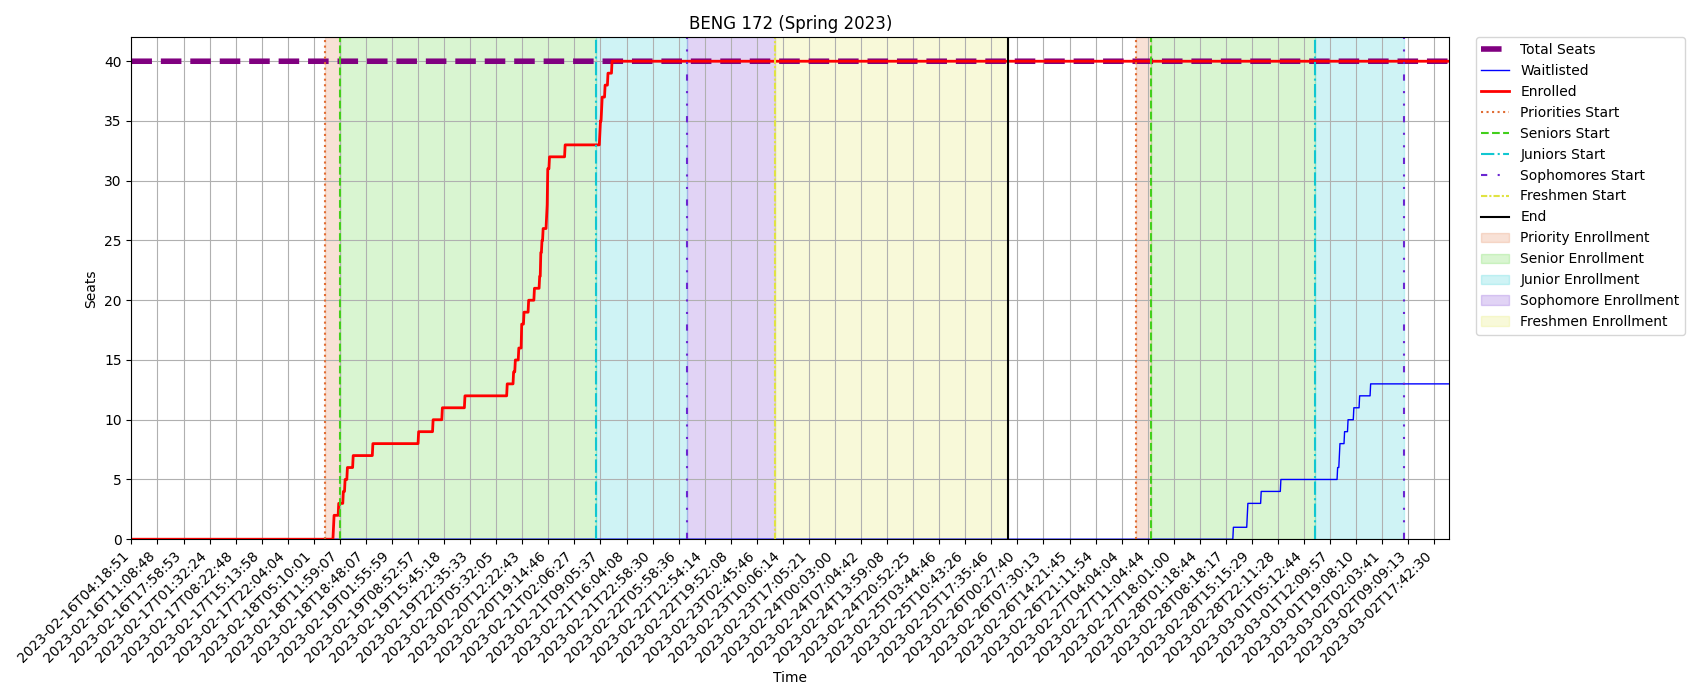 BENG 172 (Spring 2023)
Seats
40
35
30
25
20
15
10
5
0
2023-02-16T04:18:51
2023-02-16T11:08:48
2023-02-16T17:58:53
2023-02-17T01:32:24
2023-02-17T08:22:48
2023-02-17T15:13:58
2023-02-17T22:04:04
2023-02-18T05:10:01
2023-02-18T11:59:07
2023-02-18T18:48:07
2023-02-19T01:55:59
2023-02-19T08:52:57
2023-02-19T15:45:18
2023-02-19T22:35:33
2023-02-20T05:32:05
2023-02-20T12:22:43
2023-02-20T19:14:46
2023-02-21T02:06:27
2023-02-21T09:05:37
2023-02-21T16:04:08
2023-02-21T22:58:30
2023-02-22T05:58:36
2023-02-22T12:54:14
2023-02-22T19:52:08
2023-02-23T02:45:46
2023-02-23T10:06:14
2023-02-23T17:05:21
2023-02-24T00:03:00
2023-02-24T07:04:42
2023-02-24T13:59:08
2023-02-24T20:52:25
2023-02-25T03:44:46
2023-02-25T10:43:26
2023-02-25T17:35:46
2023-02-26T00:27:40
2023-02-26T07:30:13
2023-02-26T14:21:45
2023-02-26T21:11:54
2023-02-27T04:04:04
2023-02-27T11:04:44
2023-02-27T18:01:00
2023-02-28T01:18:44
2023-02-28T08:18:17
2023-02-28T15:15:29
2023-02-28T22:11:28
2023-03-01T05:12:44
2023-03-01T12:09:57
2023-03-01T19:08:10
2023-03-02T02:03:41
2023-03-02T09:09:13
2023-03-02T17:42:30
Time
Total Seats
Waitlisted
Enrolled
Priorities Start
Seniors Start
Juniors Start
Sophomores Start
Freshmen Start
End
Priority Enrollment
Senior Enrollment
Junior Enrollment
Sophomore Enrollment
Freshmen Enrollment